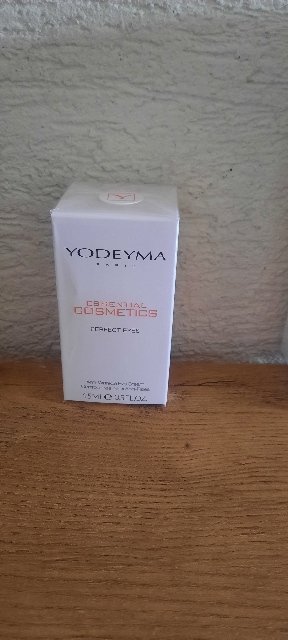 Y
YODEYMA
PARIS
ESSENTIAL
COSMETICS
PERFECT EYES
15 ml e 0.5 FL.OZ.